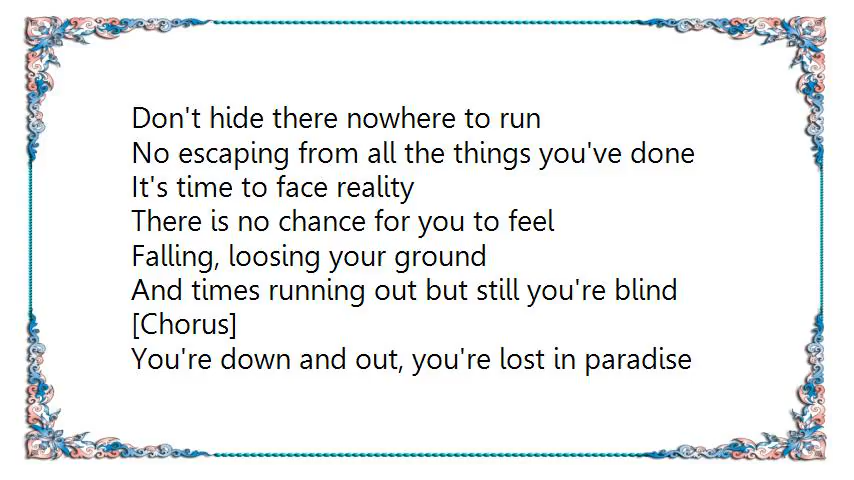 Don't hide there nowhere to run
No escaping from all the things you've done
It's time to face reality
There is no chance for you to feel
Falling, loosing your ground
And times running out but still you're blind
[Chorus]
You're down and out, you're lost in paradise